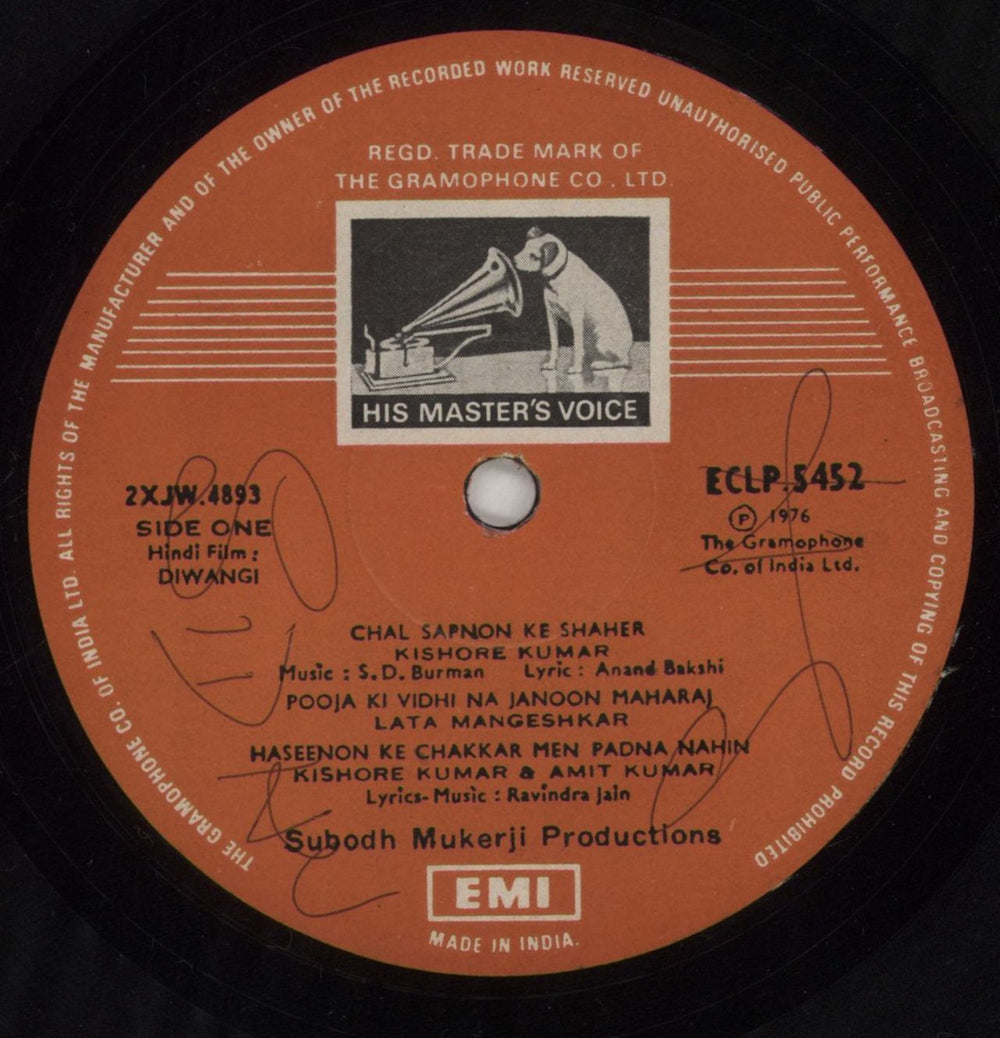 THE GRAMOPHONE CO. OF INDIA LTD. ALL RIGHTS OF THE MANUFACTURER AND OF THE OWNER OF THE RECORDED WORK RESERVED UNAUTHORISED PUBLIC PERFORMANCE BROADCASTING AND COPYING OF THIS RECORD PROHIBITED
REGD. TRADE MARK OF
THE GRAMOPHONE CO., LTD.
HIS MASTER'S VOICE
2XJW.4893
SIDE ONE
Hindi Film:
DIWANGI
ECLP.5452
Ⓟ 1976
The Gramophone
Co. of India Ltd.
CHAL SAPNON KE SHAHER
KISHORE KUMAR
Music : S.D. Burman Lyric : Anand Bakshi
POOJA KI VIDHI NA JANOON MAHARAJ
LATA MANGESHKAR
HASEENON KE CHAKKAR MEN PADNA NAHIN
KISHORE KUMAR & AMIT KUMAR
Lyrics-Music : Ravindra Jain
Subodh Mukerji Productions
EMI
MADE IN INDIA.